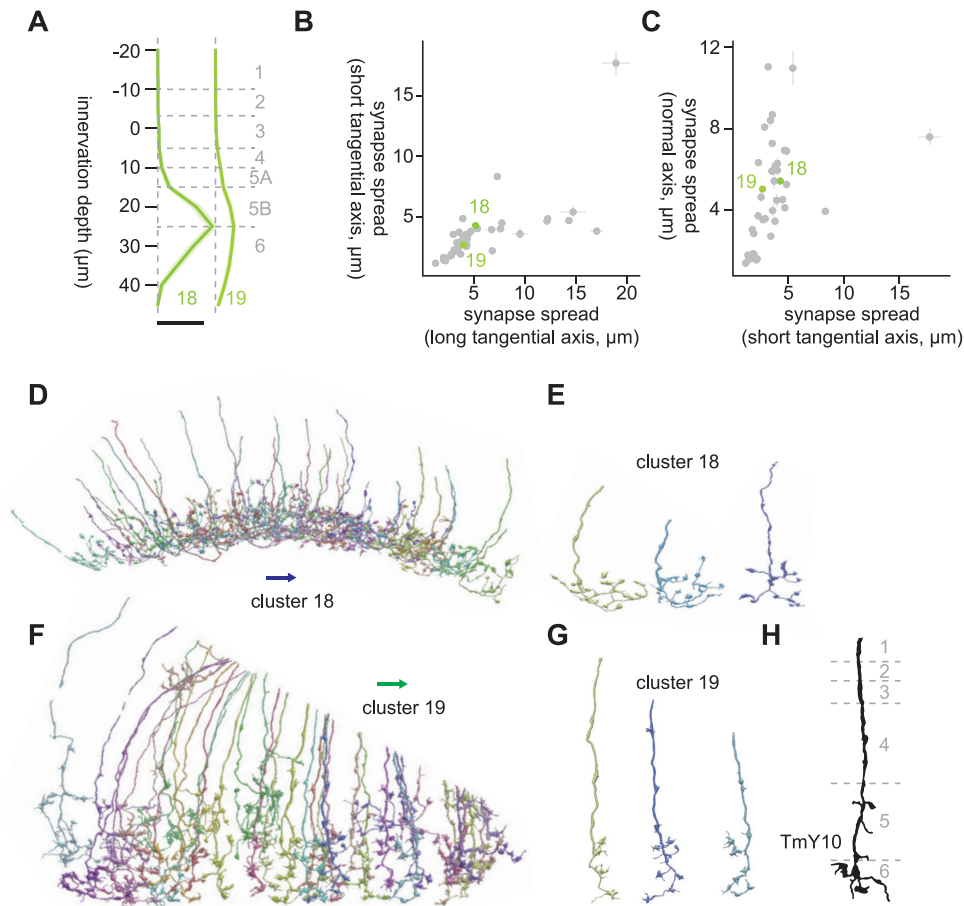 A
innervation depth (μm)
-20
-10
0
10
20
30
40
1
2
3
4
5A
5B
6
18
19
B
synapse spread
(short tangential axis, μm)
15
10
5
18
19
5
10
15
20
synapse spread
(long tangential axis, μm)
C
synapse spread
(normal axis, μm)
12
8
4
19
18
5
10
15
synapse spread
(short tangential axis, μm)
D
cluster 18
E
cluster 18
F
cluster 19
G
cluster 19
H
1
2
3
4
5
TmY10
6